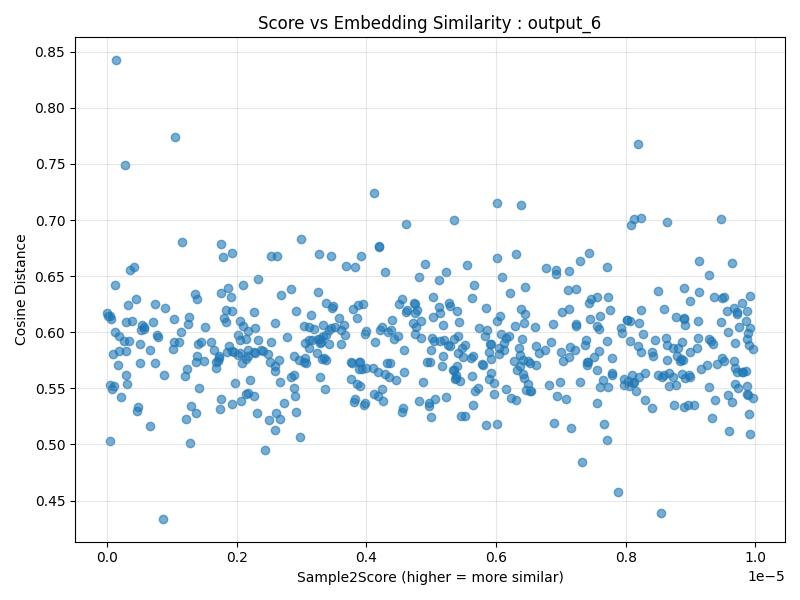 Score vs Embedding Similarity : output_6
Cosine Distance
0.85
0.80
0.75
0.70
0.65
0.60
0.55
0.50
0.45
0.0 0.2 0.4 0.6 0.8 1.0
1e−5
Sample2Score (higher = more similar)